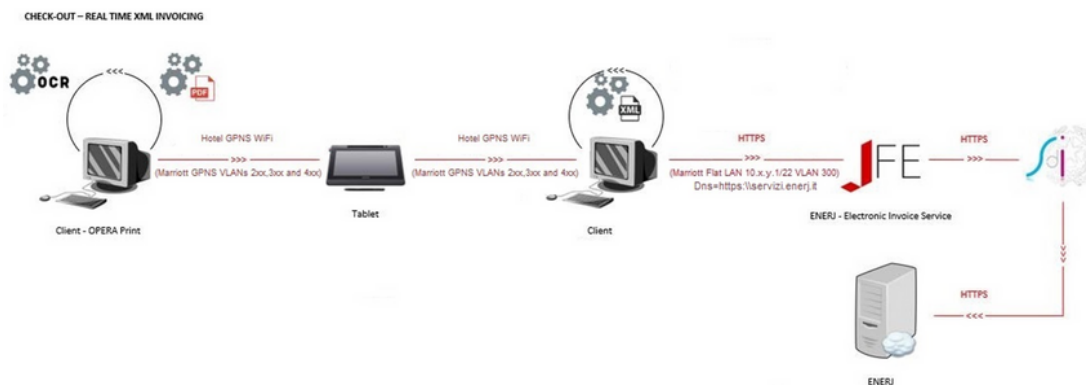 CHECK-OUT – REAL TIME XML INVOICING
OCR
<<<
PDF
<<<
XML
Hotel GPNS WiFi
>>>
(Marriott GPNS VLANs 2xx,3xx and 4xx)
Hotel GPNS WiFi
>>>
(Marriott GPNS VLANs 2xx,3xx and 4xx)
HTTPS
>>>
(Marriott Flat LAN 10.x.y.1/22 VLAN 300)
Dns=https:\\servizi.enerj.it
JFE
HTTPS
>>>
Sdi
Client - OPERA Print
Tablet
Client
ENERJ - Electronic Invoice Service
>>>
HTTPS
<<<
ENERJ